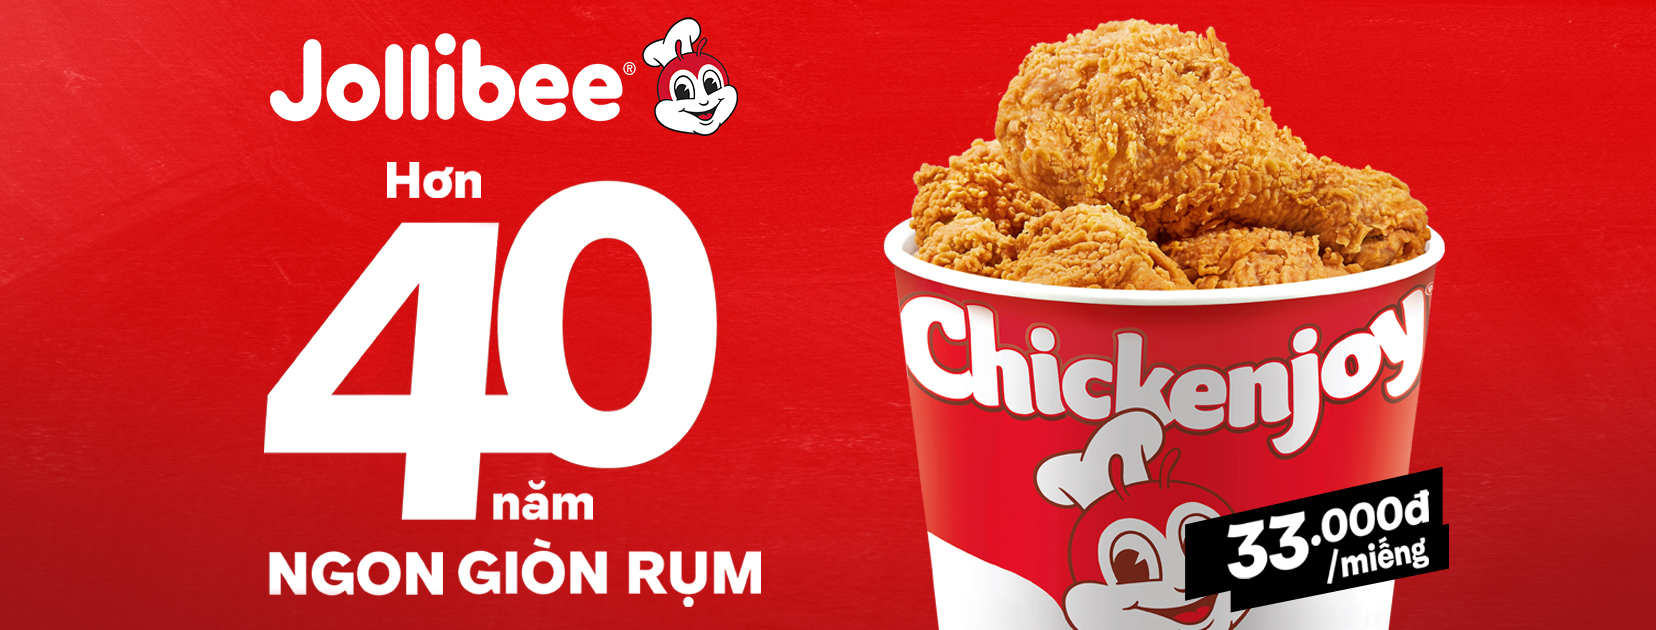 Jollibee®
Hơn
40
năm
NGON GIÒN RỤM
Chickenjoy
33.000đ
/miếng